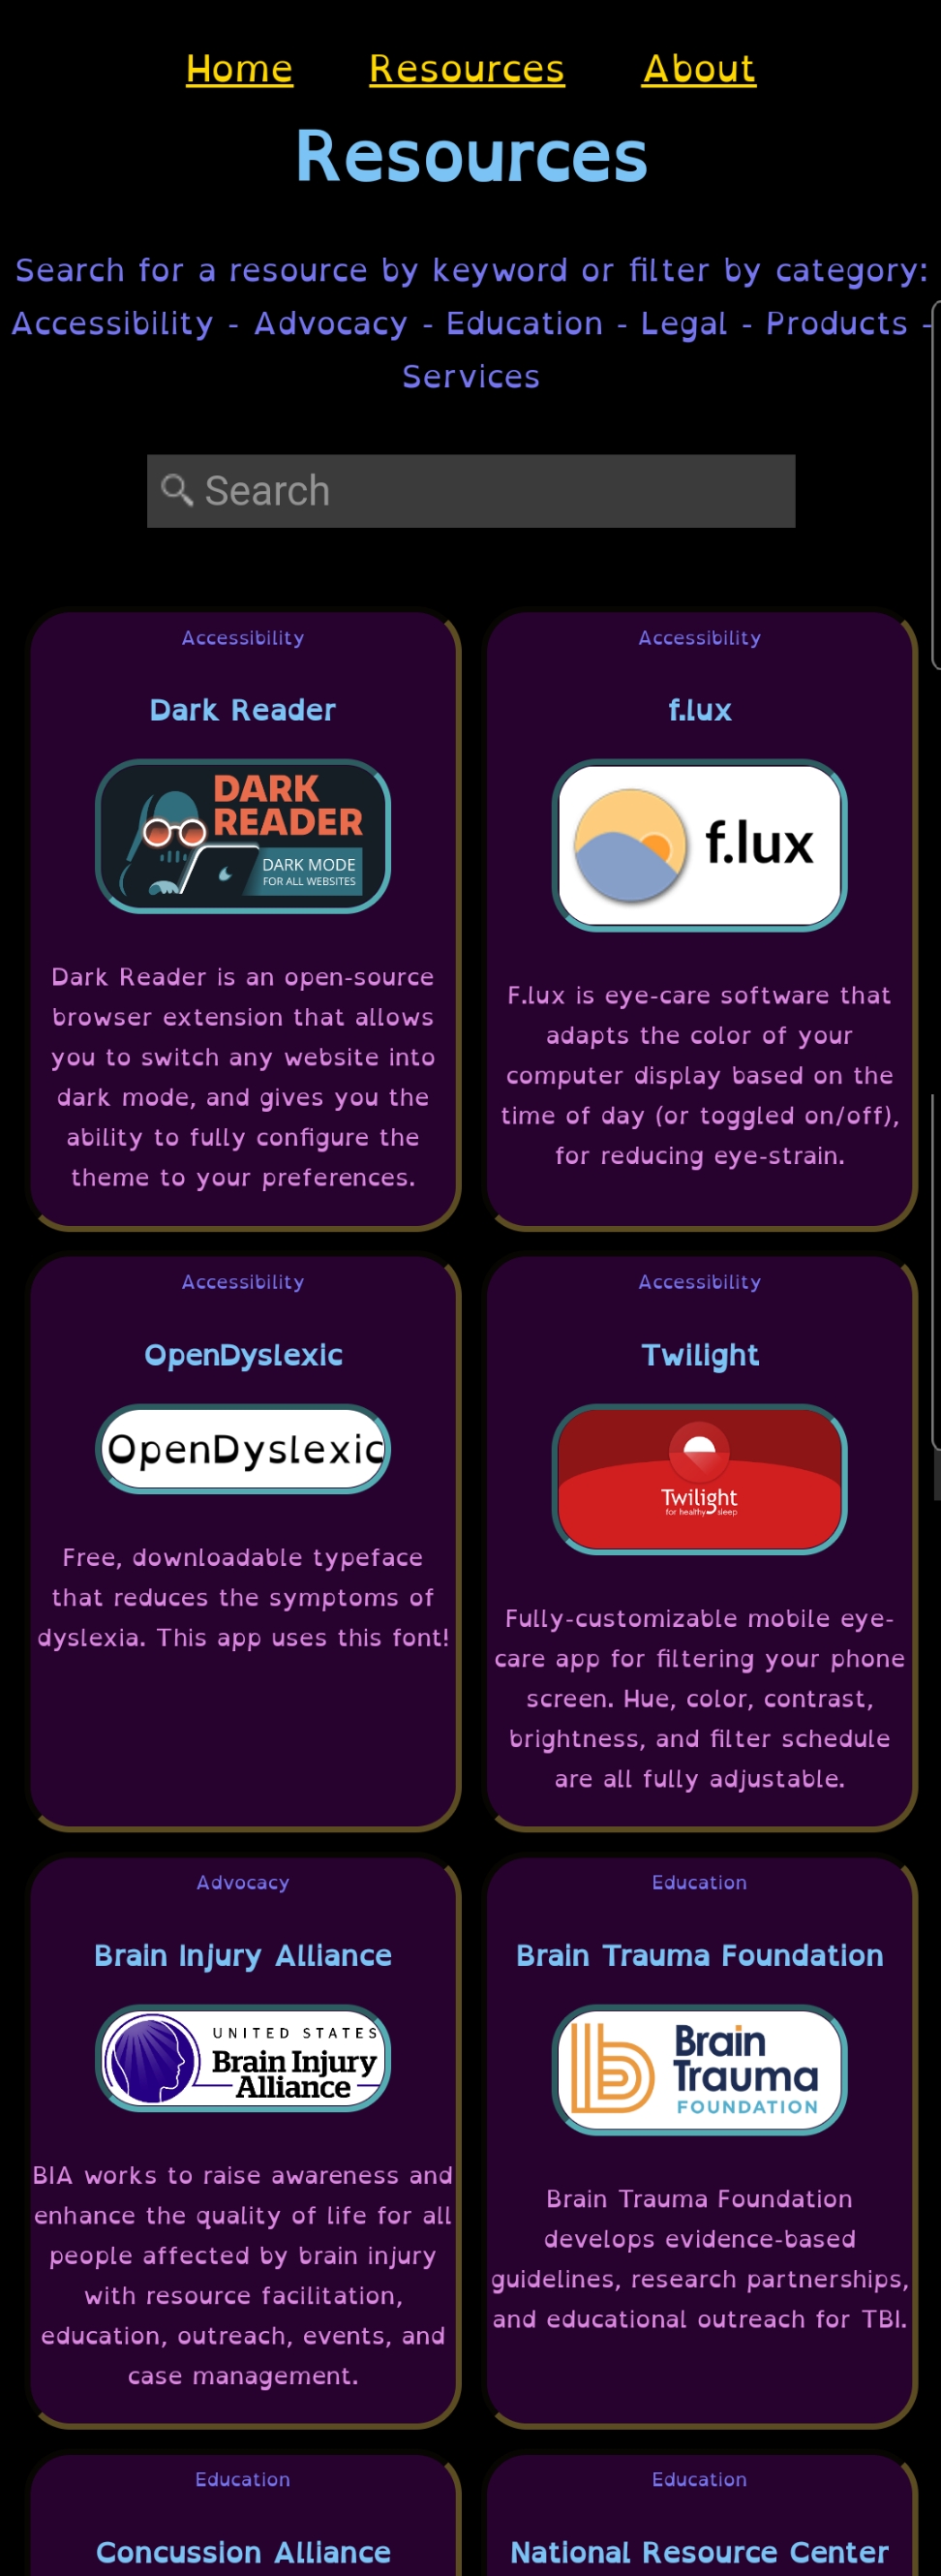 Home Resources About
Resources
Search for a resource by keyword or filter by category:
Accessibility - Advocacy - Education - Legal - Products -
Services
Search
Accessibility
Dark Reader
DARK
READER
DARK MODE
FOR ALL WEBSITES
Dark Reader is an open-source
browser extension that allows
you to switch any website into
dark mode, and gives you the
ability to fully configure the
theme to your preferences.
Accessibility
f.lux
f.lux
F.lux is eye-care software that
adapts the color of your
computer display based on the
time of day (or toggled on/off),
for reducing eye-strain.
Accessibility
OpenDyslexic
OpenDyslexic
Free, downloadable typeface
that reduces the symptoms of
dyslexia. This app uses this font!
Accessibility
Twilight
Twilight
for healthy sleep
Fully-customizable mobile eye-
care app for filtering your phone
screen. Hue, color, contrast,
brightness, and filter schedule
are all fully adjustable.
Advocacy
Brain Injury Alliance
UNITED STATES
Brain Injury
Alliance
BIA works to raise awareness and
enhance the quality of life for all
people affected by brain injury
with resource facilitation,
education, outreach, events, and
case management.
Education
Brain Trauma Foundation
Brain
Trauma
FOUNDATION
Brain Trauma Foundation
develops evidence-based
guidelines, research partnerships,
and educational outreach for TBI.
Education
Concussion Alliance
Education
National Resource Center